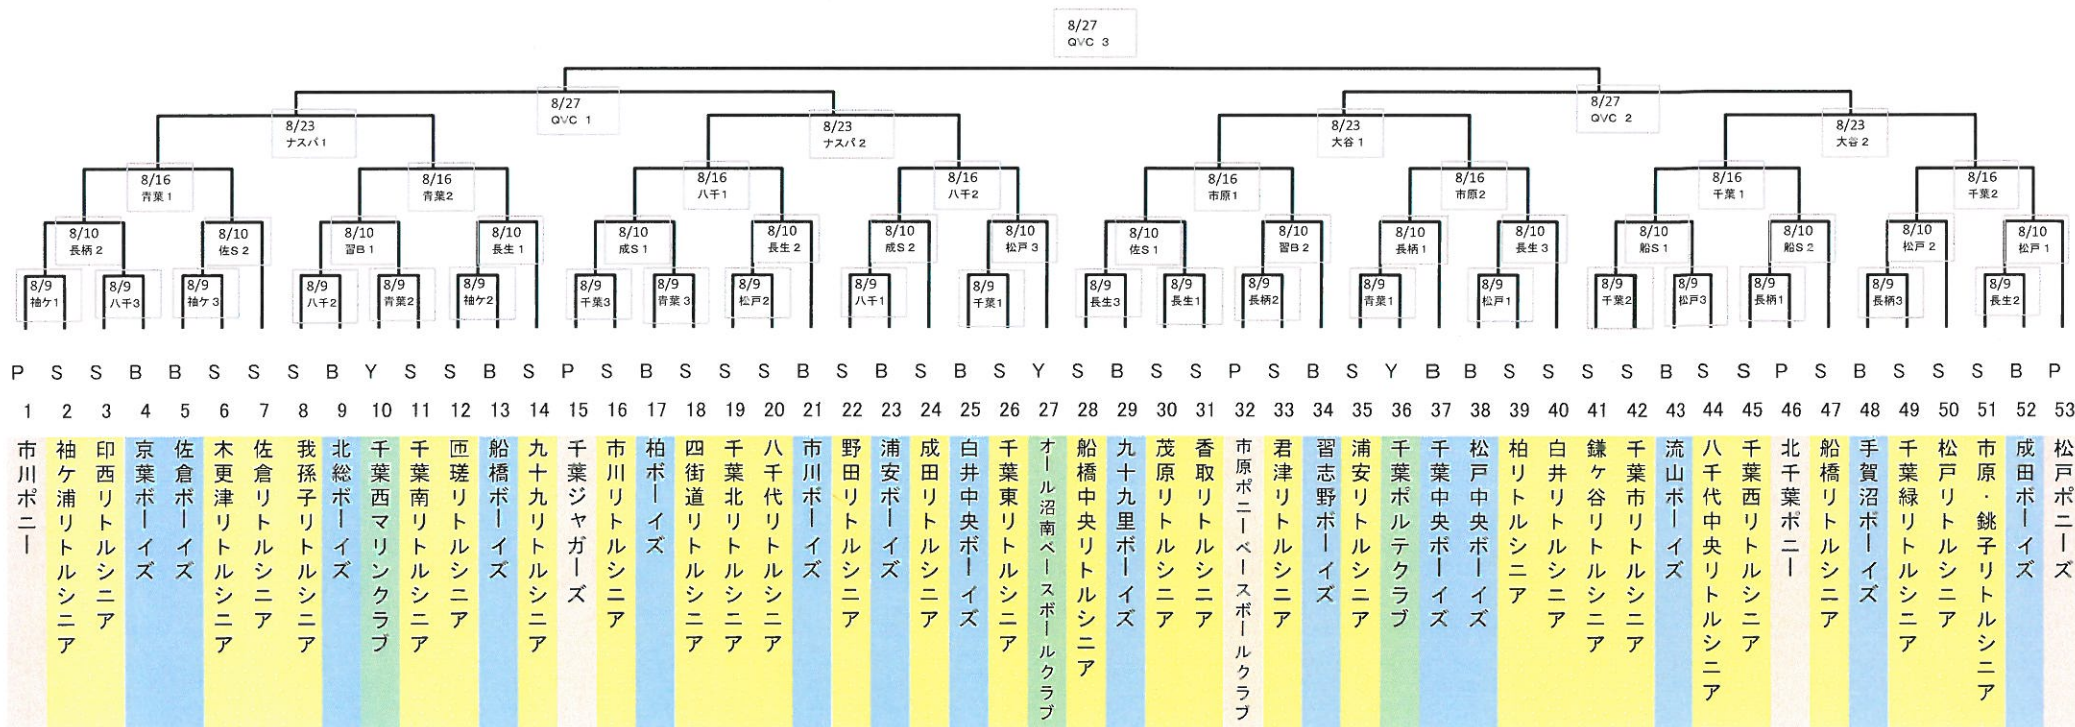 8/27
QVC 3
8/27
QVC 1
8/27
QVC 2
8/23
ナスパ1
8/23
ナスパ2
8/23
大谷1
8/23
大谷2
8/16
青葉1
8/16
青葉2
8/16
八千1
8/16
八千2
8/16
市原1
8/16
市原2
8/16
千葉1
8/16
千葉2
8/10
長柄2
8/10
佐S2
8/10
習B1
8/10
長生1
8/10
成S1
8/10
長生2
8/10
成S2
8/10
松戸3
8/10
佐S1
8/10
習B2
8/10
長柄1
8/10
長生3
8/10
船S1
8/10
船S2
8/10
松戸2
8/10
松戸1
8/9
袖ケ1
8/9
八千3
8/9
袖ケ3
8/9
八千2
8/9
青葉2
8/9
袖ケ2
8/9
千葉3
8/9
青葉3
8/9
松戸2
8/9
八千1
8/9
千葉1
8/9
長生3
8/9
長生1
8/9
長柄2
8/9
青葉1
8/9
松戸1
8/9
千葉2
8/9
松戸3
8/9
長柄1
8/9
長柄3
8/9
長生2
P S S B B S S S B Y S S B S P S B S S S B S B S B S Y S B S S P S B S Y B B S S S S B S S P S B S S S B P
1 2 3 4 5 6 7 8 9 10 11 12 13 14 15 16 17 18 19 20 21 22 23 24 25 26 27 28 29 30 31 32 33 34 35 36 37 38 39 40 41 42 43 44 45 46 47 48 49 50 51 52 53
市川ポニー
袖ケ浦リトルシニア
印西リトルシニア
京葉ボーイズ
佐倉ボーイズ
木更津リトルシニア
佐倉リトルシニア
我孫子リトルシニア
北総ボーイズ
千葉西マリンクラブ
千葉南リトルシニア
匝瑳リトルシニア
船橋ボーイズ
九十九リトルシニア
千葉ジャガーズ
市川リトルシニア
柏ボーイズ
四街道リトルシニア
千葉北リトルシニア
八千代リトルシニア
市川ボーイズ
野田リトルシニア
浦安ボーイズ
成田リトルシニア
白井中央ボーイズ
千葉東リトルシニア
オール沼南ベースボールクラブ
船橋中央リトルシニア
九十九里ボーイズ
茂原リトルシニア
香取リトルシニア
市原ポニーベースボールクラブ
君津リトルシニア
習志野ボーイズ
浦安リトルシニア
千葉ポルテクラブ
千葉中央ボーイズ
松戸中央ボーイズ
柏リトルシニア
白井リトルシニア
鎌ヶ谷リトルシニア
千葉市リトルシニア
流山ボーイズ
八千代中央リトルシニア
千葉西リトルシニア
北千葉ポニー
船橋リトルシニア
手賀沼ボーイズ
千葉緑リトルシニア
松戸リトルシニア
市原・銚子リトルシニア
成田ボーイズ
松戸ポニーズ